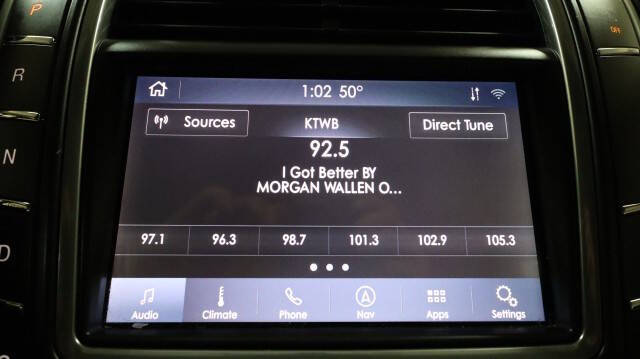 P
OFF
R
N
D
1:02 50°
Sources
KTWB
Direct Tune
92.5
I Got Better BY
MORGAN WALLEN O...
97.1 96.3 98.7 101.3 102.9 105.3
Audio Climate Phone Nav Apps Settings